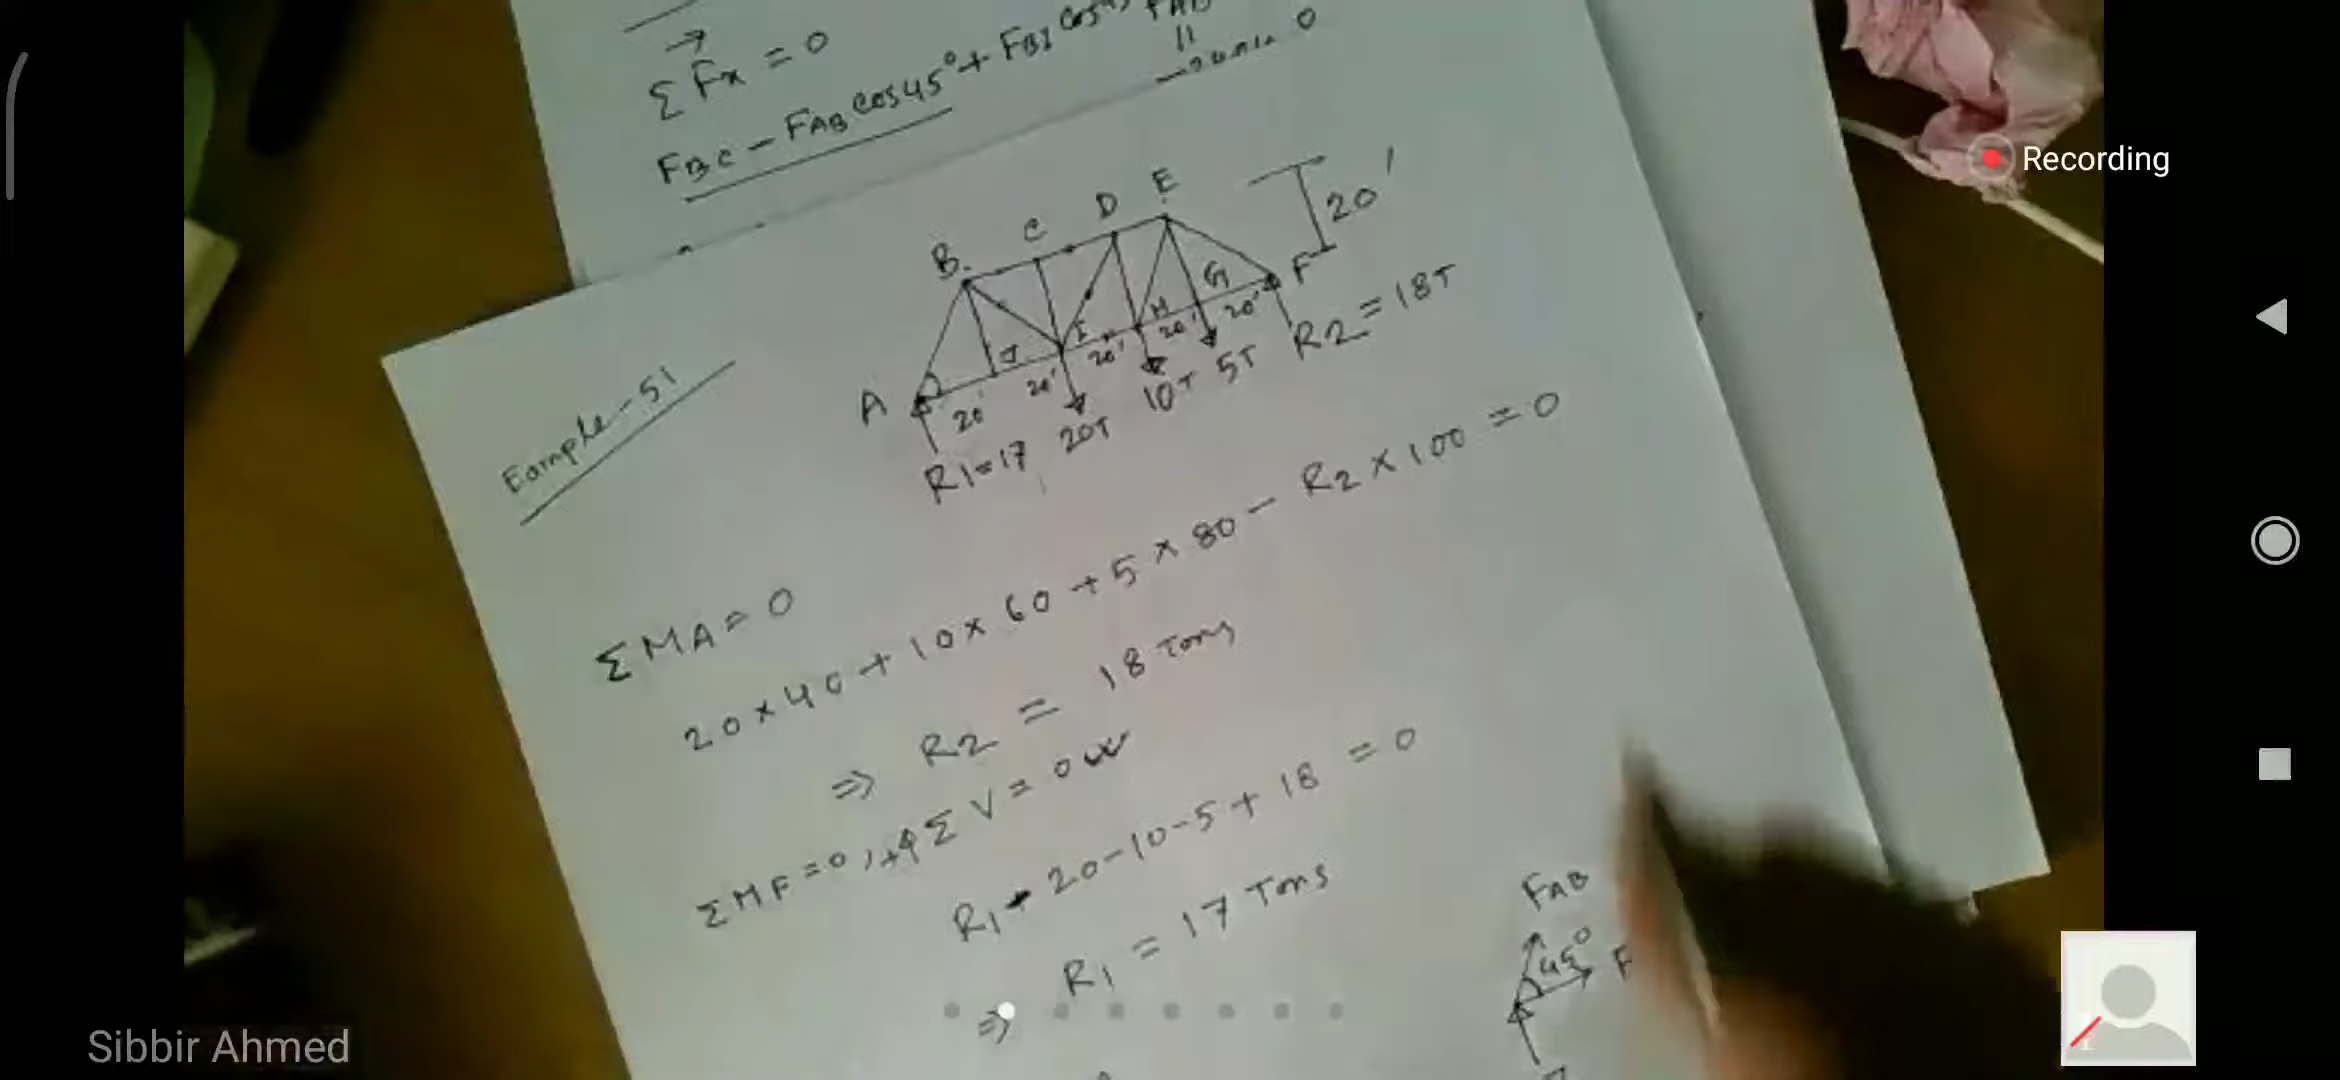 ΣFx = 0
FBC - FAB cos45° + FBI cos
Recording
B C D E
20'
A J I H G F
20' 20' 20' 20' 20'
R1=17 20T 10T 5T R2=18T
Eample-51
ΣMA=0
20×40+10×60+5×80-R2×100=0
⇒ R2 = 18 Tons
ΣMF=0, +↑ΣV=0
R1-20-10-5+18=0
⇒ R1 = 17 Tons
FAB
45° F
Sibbir Ahmed